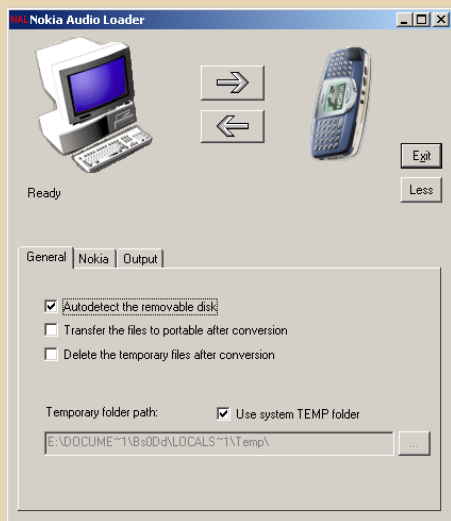 NAL Nokia Audio Loader
Ready
Exit
Less
General Nokia Output
Autodetect the removable disk
Transfer the files to portable after conversion
Delete the temporary files after conversion
Temporary folder path: Use system TEMP folder
E:\DOCUME~1\Bs0Dd\LOCALS~1\Temp\ ...